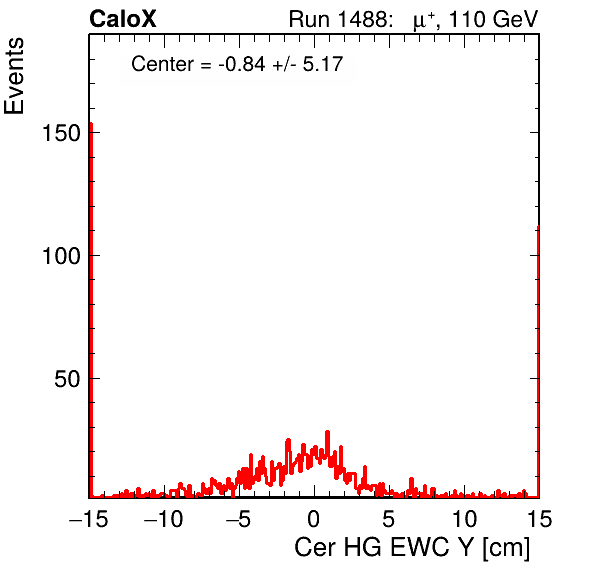 CaloX Run 1488: μ⁺, 110 GeV
Center = -0.84 +/- 5.17
Events
150
100
50
−15 −10 −5 0 5 10 15
Cer HG EWC Y [cm]